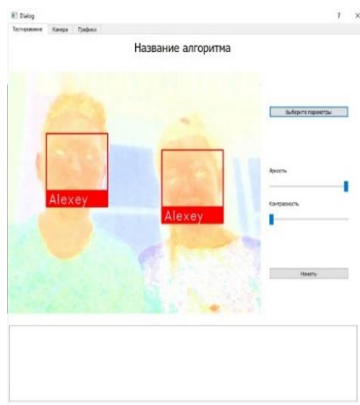 Dialog
Тестирование Камера Графики
Название алгоритма
Выберите параметры
Яркость
Контрастность
Alexey
Alexey
Начать